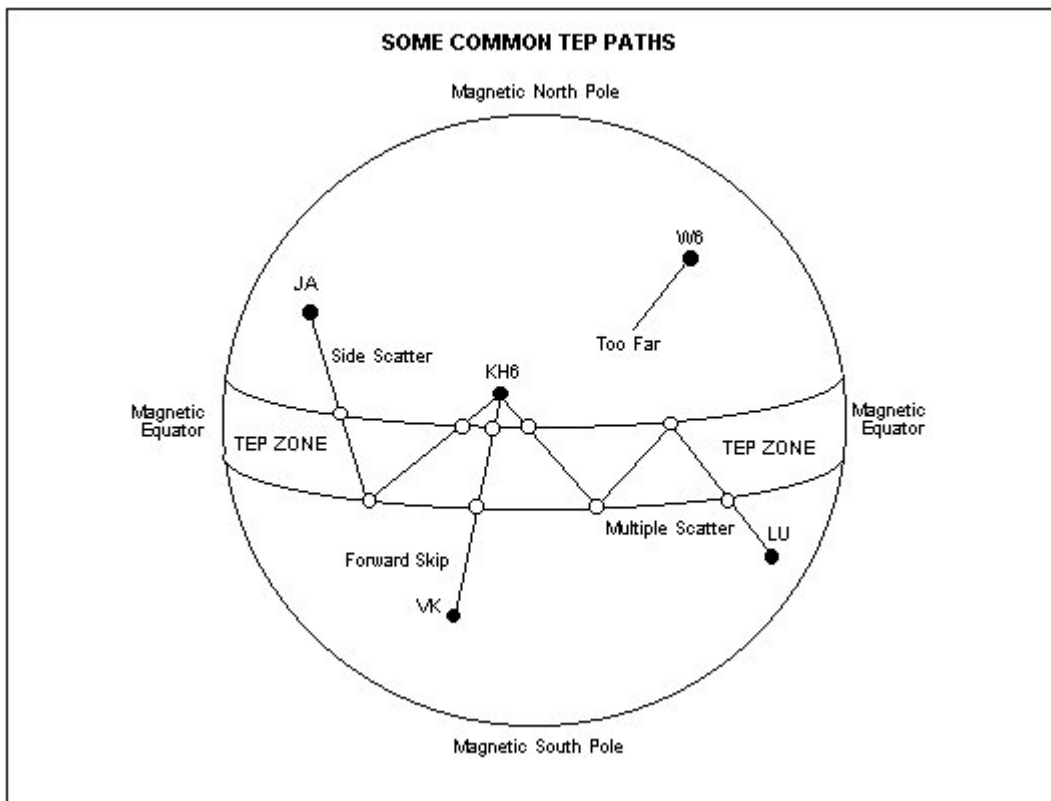 SOME COMMON TEP PATHS
Magnetic North Pole
W6
JA
Too Far
Side Scatter
KH6
Magnetic
Equator
Magnetic
Equator
TEP ZONE
TEP ZONE
Multiple Scatter
LU
Forward Skip
VK
Magnetic South Pole